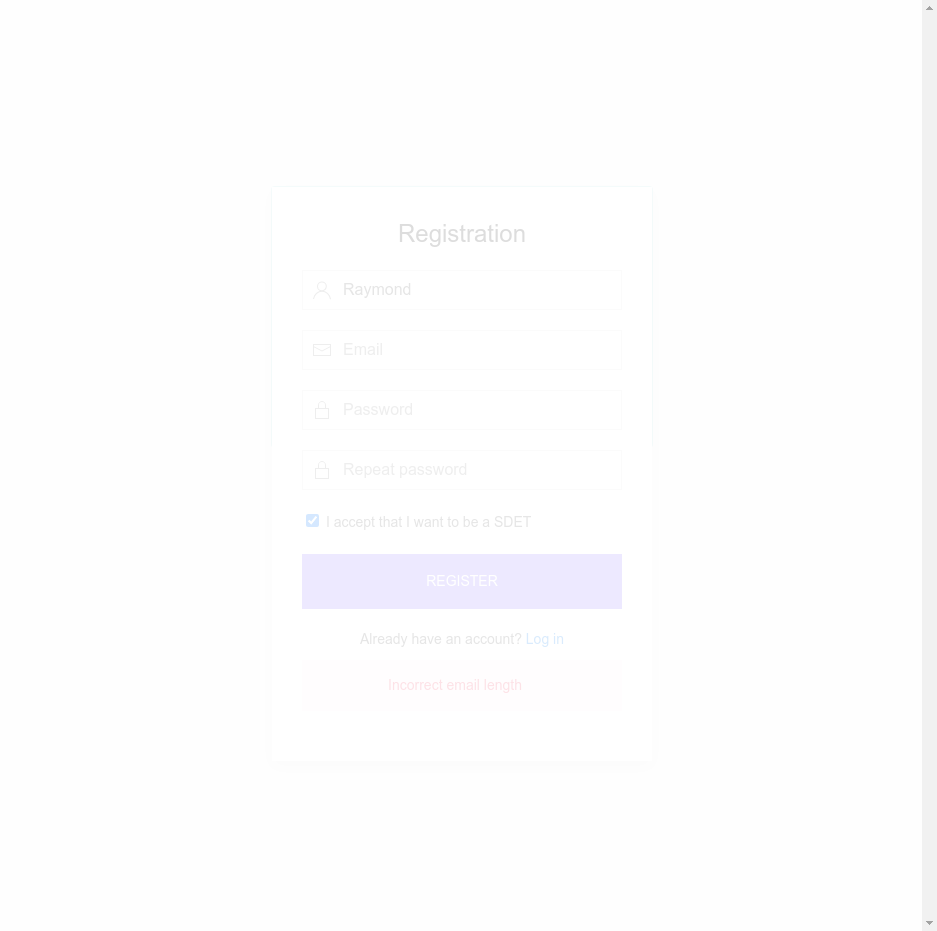 Registration
Raymond
Email
Password
Repeat password
I accept that I want to be a SDET
REGISTER
Already have an account? Log in
Incorrect email length